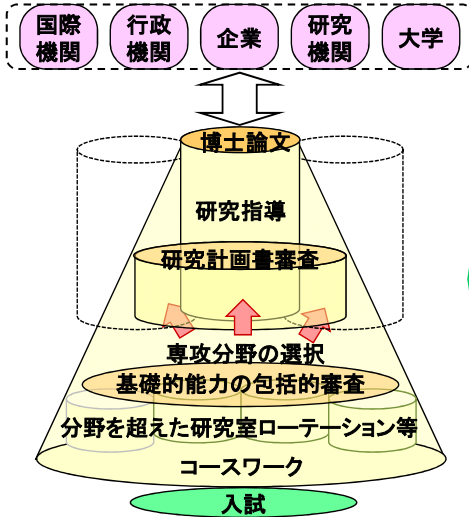 国際
機関
行政
機関
企業
研究
機関
大学
博士論文
研究指導
研究計画書審査
専攻分野の選択
基礎的能力の包括的審査
分野を超えた研究室ローテーション等
コースワーク
入試